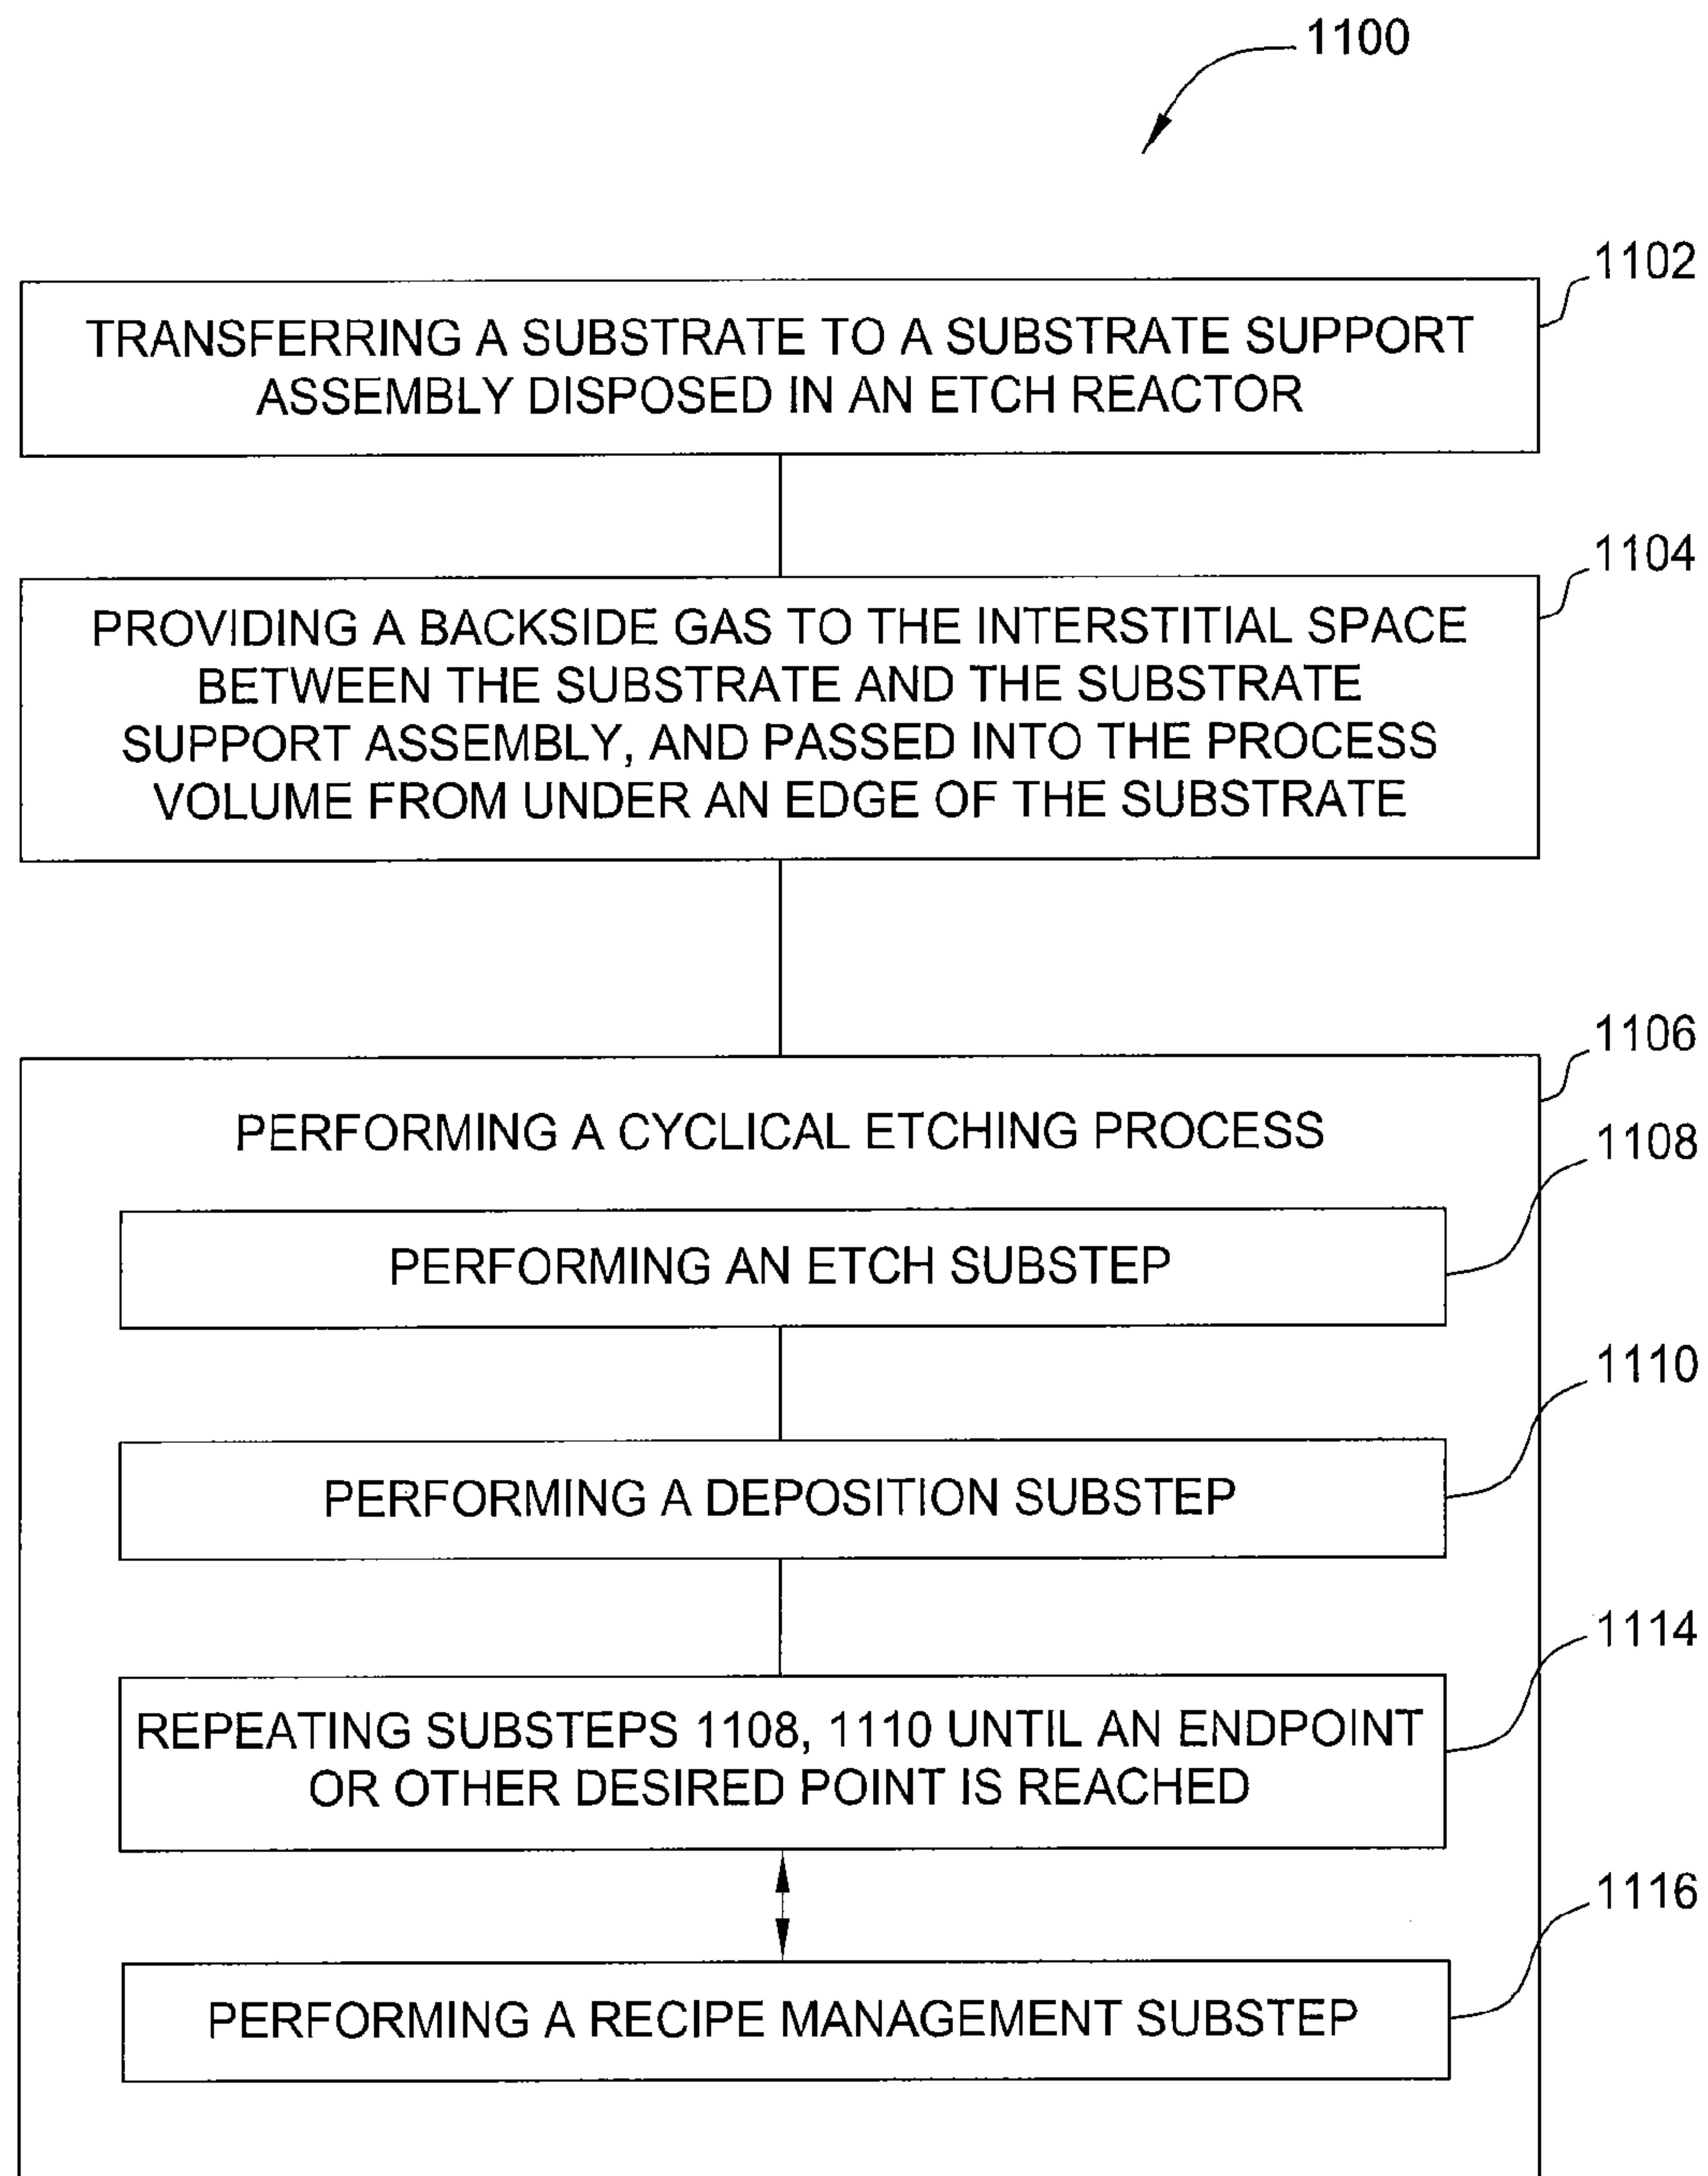 1100
1102
TRANSFERRING A SUBSTRATE TO A SUBSTRATE SUPPORT
ASSEMBLY DISPOSED IN AN ETCH REACTOR
1104
PROVIDING A BACKSIDE GAS TO THE INTERSTITIAL SPACE
BETWEEN THE SUBSTRATE AND THE SUBSTRATE
SUPPORT ASSEMBLY, AND PASSED INTO THE PROCESS
VOLUME FROM UNDER AN EDGE OF THE SUBSTRATE
1106
PERFORMING A CYCLICAL ETCHING PROCESS
1108
PERFORMING AN ETCH SUBSTEP
1110
PERFORMING A DEPOSITION SUBSTEP
1114
REPEATING SUBSTEPS 1108, 1110 UNTIL AN ENDPOINT
OR OTHER DESIRED POINT IS REACHED
1116
PERFORMING A RECIPE MANAGEMENT SUBSTEP